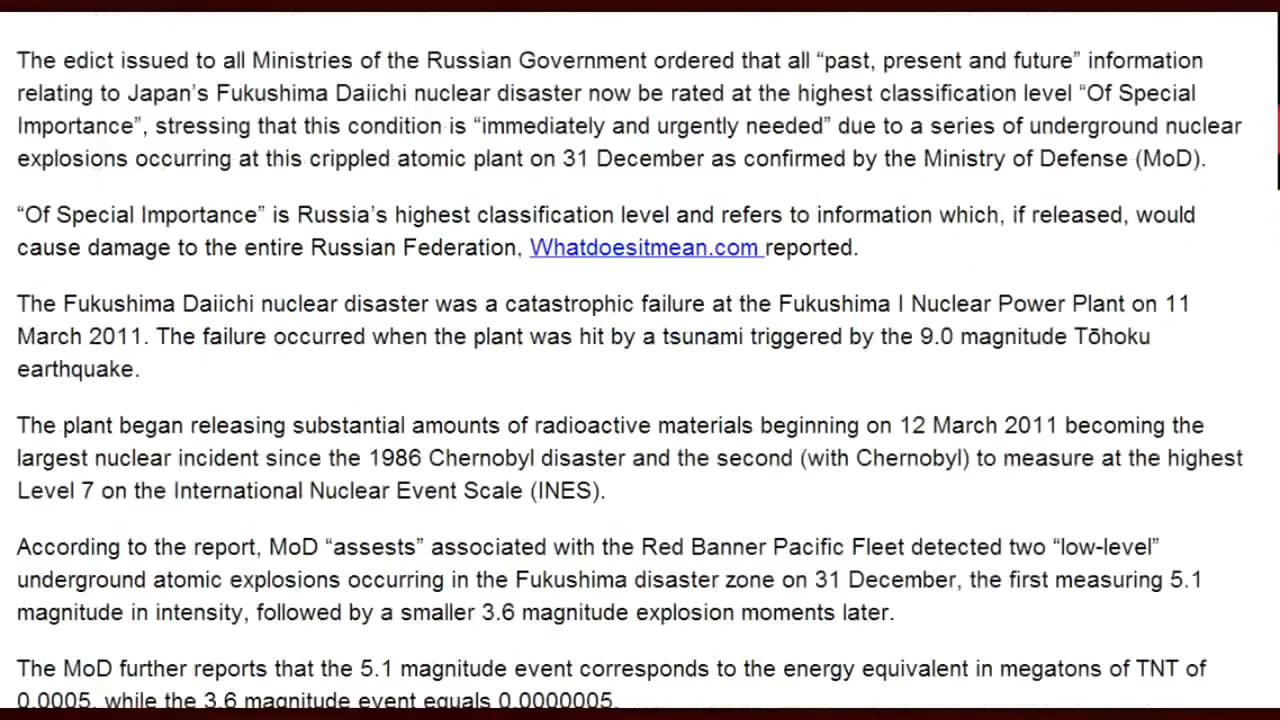 The edict issued to all Ministries of the Russian Government ordered that all “past, present and future” information
relating to Japan’s Fukushima Daiichi nuclear disaster now be rated at the highest classification level “Of Special
Importance”, stressing that this condition is “immediately and urgently needed” due to a series of underground nuclear
explosions occurring at this crippled atomic plant on 31 December as confirmed by the Ministry of Defense (MoD).
“Of Special Importance” is Russia’s highest classification level and refers to information which, if released, would
cause damage to the entire Russian Federation, Whatdoesitmean.com reported.
The Fukushima Daiichi nuclear disaster was a catastrophic failure at the Fukushima I Nuclear Power Plant on 11
March 2011. The failure occurred when the plant was hit by a tsunami triggered by the 9.0 magnitude Tōhoku
earthquake.
The plant began releasing substantial amounts of radioactive materials beginning on 12 March 2011 becoming the
largest nuclear incident since the 1986 Chernobyl disaster and the second (with Chernobyl) to measure at the highest
Level 7 on the International Nuclear Event Scale (INES).
According to the report, MoD “assests” associated with the Red Banner Pacific Fleet detected two “low-level”
underground atomic explosions occurring in the Fukushima disaster zone on 31 December, the first measuring 5.1
magnitude in intensity, followed by a smaller 3.6 magnitude explosion moments later.
The MoD further reports that the 5.1 magnitude event corresponds to the energy equivalent in megatons of TNT of
0.0005, while the 3.6 magnitude event equals 0.0000005.